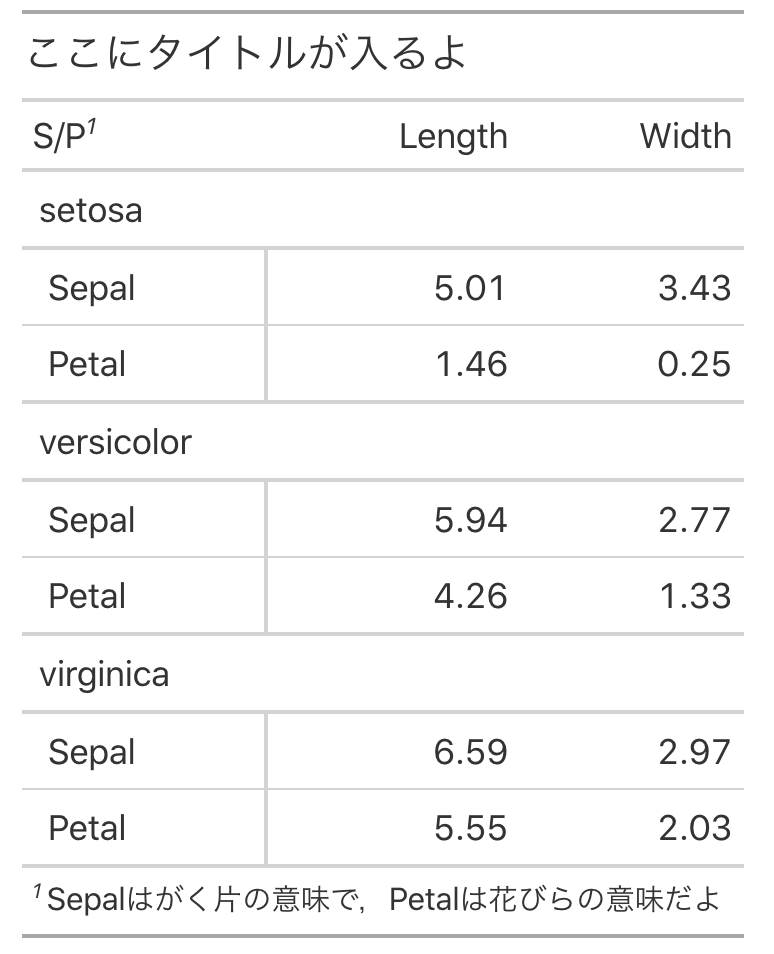 ここにタイトルが入るよ
S/P¹ Length Width
setosa
Sepal 5.01 3.43
Petal 1.46 0.25
versicolor
Sepal 5.94 2.77
Petal 4.26 1.33
virginica
Sepal 6.59 2.97
Petal 5.55 2.03
¹Sepalはがく片の意味で，Petalは花びらの意味だよ